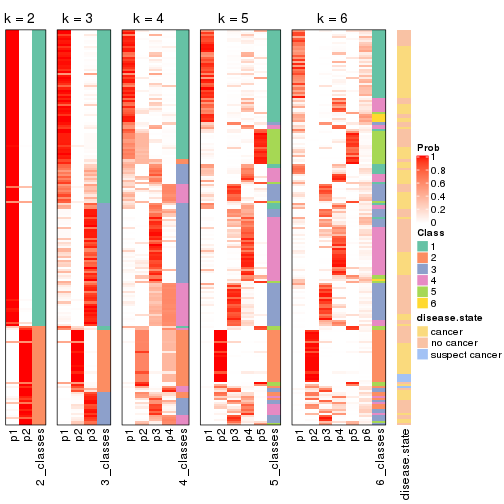 k = 2
k = 3
k = 4
k = 5
k = 6
p1
p2
2_classes
p1
p2
p3
3_classes
p1
p2
p3
p4
4_classes
p1
p2
p3
p4
p5
5_classes
p1
p2
p3
p4
p5
p6
6_classes
disease.state
Prob
1
0.8
0.6
0.4
0.2
0
Class
1
2
3
4
5
6
disease.state
cancer
no cancer
suspect cancer